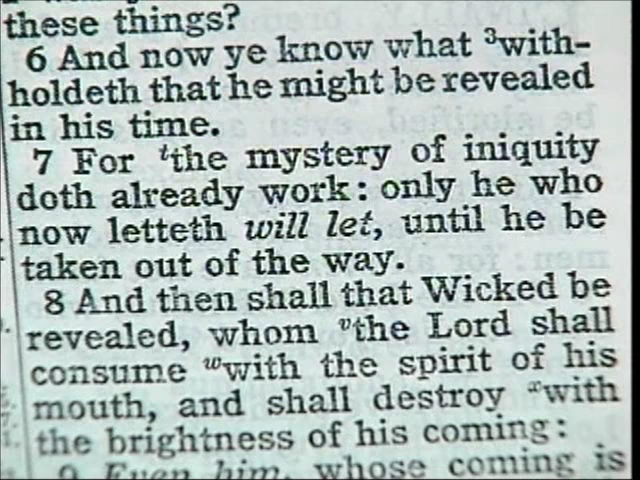 these things?
6 And now ye know what ³with-
holdeth that he might be revealed
in his time.
7 For ᵗthe mystery of iniquity
doth already work: only he who
now letteth will let, until he be
taken out of the way.
8 And then shall that Wicked be
revealed, whom ᵛthe Lord shall
consume ʷwith the spirit of his
mouth, and shall destroy ˣwith
the brightness of his coming:
9 Even him, whose coming is